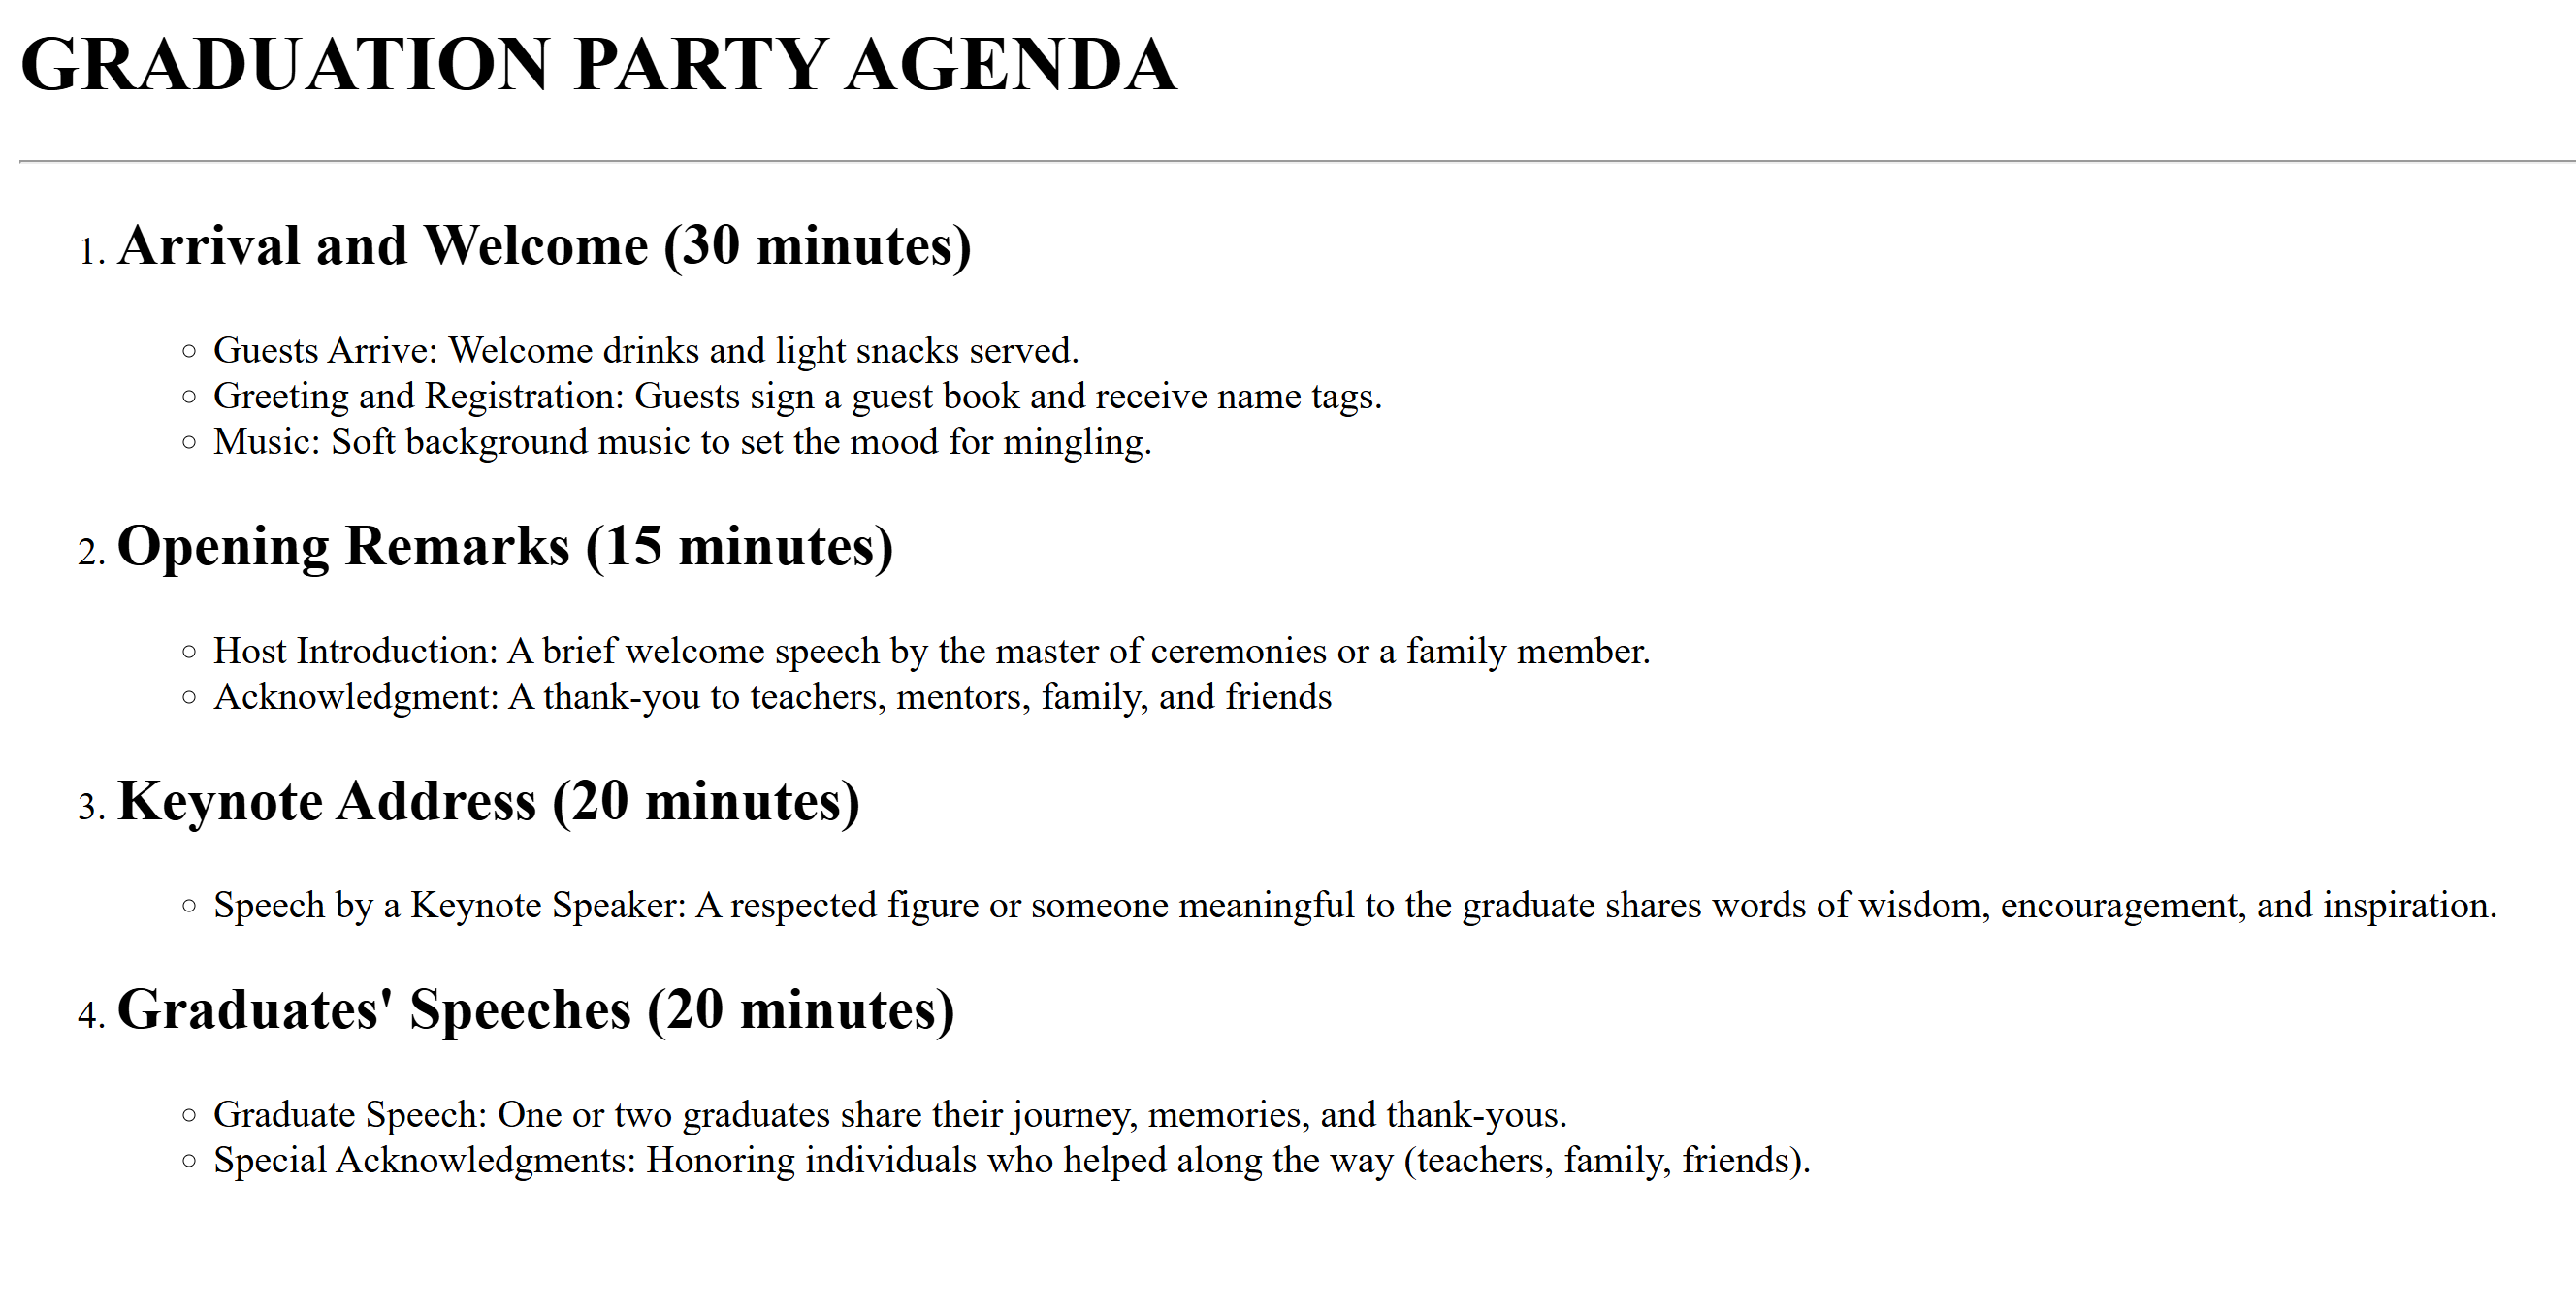 GRADUATION PARTY AGENDA
1. Arrival and Welcome (30 minutes)
Guests Arrive: Welcome drinks and light snacks served.
Greeting and Registration: Guests sign a guest book and receive name tags.
Music: Soft background music to set the mood for mingling.
2. Opening Remarks (15 minutes)
Host Introduction: A brief welcome speech by the master of ceremonies or a family member.
Acknowledgment: A thank-you to teachers, mentors, family, and friends
3. Keynote Address (20 minutes)
Speech by a Keynote Speaker: A respected figure or someone meaningful to the graduate shares words of wisdom, encouragement, and inspiration.
4. Graduates' Speeches (20 minutes)
Graduate Speech: One or two graduates share their journey, memories, and thank-yous.
Special Acknowledgments: Honoring individuals who helped along the way (teachers, family, friends).